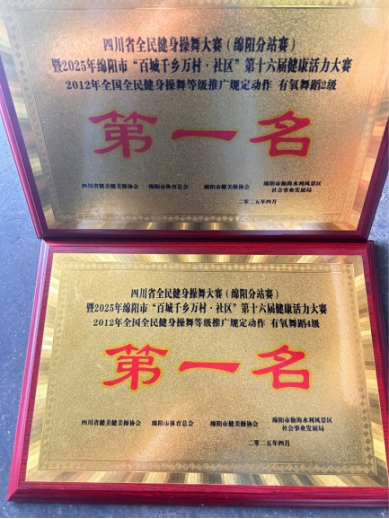 四川省全民健身操舞大赛（绵阳分站赛）
暨2025年绵阳市“百城千乡万村·社区”第十六届健康活力大赛
2012年全国全民健身操舞等级推广规定动作 有氧舞蹈2级
第一名
四川省健美健美操协会 绵阳市体育总会 绵阳市健美操协会 绵阳市仙海水利风景区
社会事业发展局
二零二五年四月
四川省全民健身操舞大赛（绵阳分站赛）
暨2025年绵阳市“百城千乡万村·社区”第十六届健康活力大赛
2012年全国全民健身操舞等级推广规定动作 有氧舞蹈4级
第一名
四川省健美健美操协会 绵阳市体育总会 绵阳市健美操协会 绵阳市仙海水利风景区
社会事业发展局
二零二五年四月